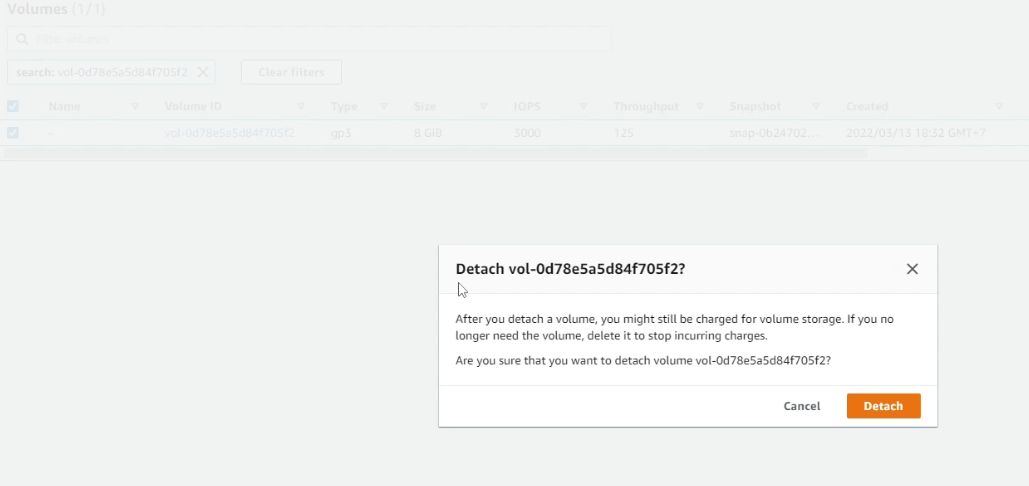 Volumes (1/1)
Filter volumes
search: vol-0d78e5a5d84f705f2 Clear filters
Name Volume ID Type Size IOPS Throughput Snapshot Created
- vol-0d78e5a5d84f705f2 gp3 8 GiB 3000 125 snap-0b24702... 2022/03/13 18:32 GMT+7
Detach vol-0d78e5a5d84f705f2?
After you detach a volume, you might still be charged for volume storage. If you no
longer need the volume, delete it to stop incurring charges.
Are you sure that you want to detach volume vol-0d78e5a5d84f705f2?
Cancel Detach